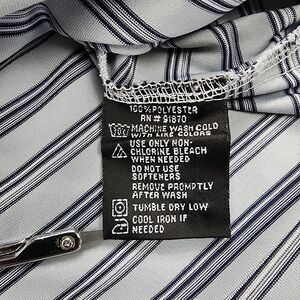 100% POLYESTER
RN # 91870
MACHINE WASH COLD
WITH LIKE COLORS
USE ONLY NON-
CHLORINE BLEACH
WHEN NEEDED
DO NOT USE
SOFTENERS
REMOVE PROMPTLY
AFTER WASH
TUMBLE DRY LOW
COOL IRON IF
NEEDED